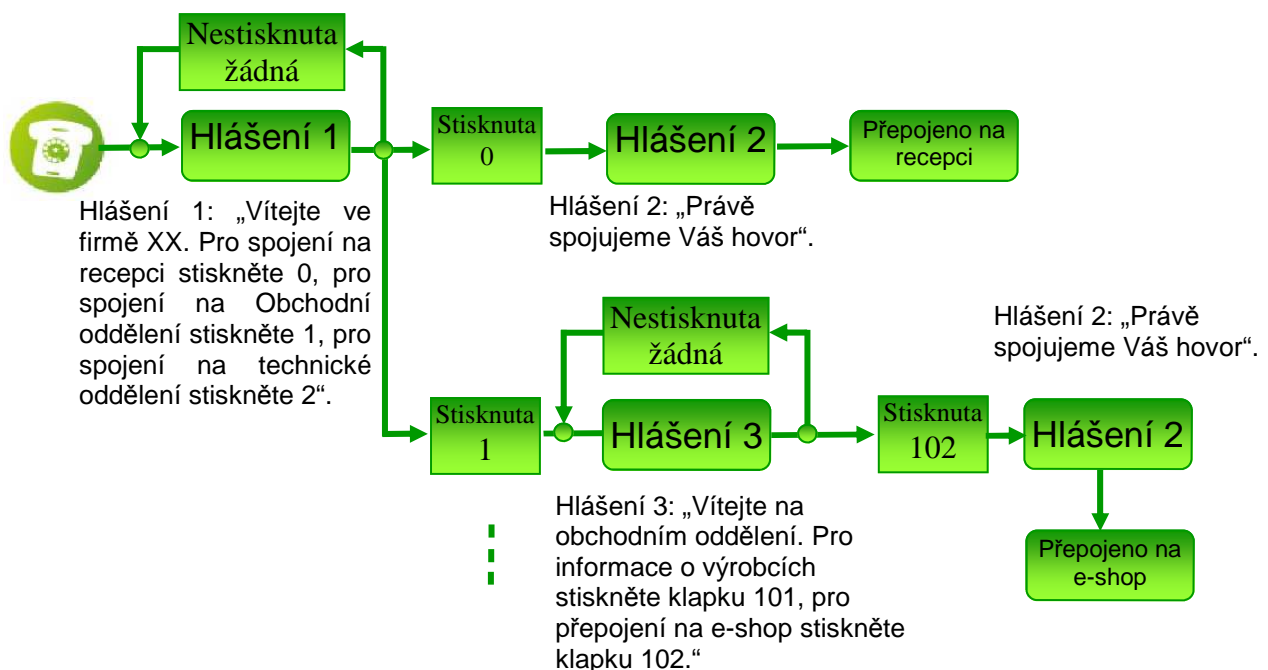 Nestisknuta
žádná
Hlášení 1
Stisknuta
0
Hlášení 2
Přepojeno na
recepci
Hlášení 1: „Vítejte ve
firmě XX. Pro spojení na
recepci stiskněte 0, pro
spojení na Obchodní
oddělení stiskněte 1, pro
spojení na technické
oddělení stiskněte 2“.
Hlášení 2: „Právě
spojujeme Váš hovor“.
Nestisknuta
žádná
Hlášení 2: „Právě
spojujeme Váš hovor“.
Stisknuta
1
Hlášení 3
Stisknuta
102
Hlášení 2
Hlášení 3: „Vítejte na
obchodním oddělení. Pro
informace o výrobcích
stiskněte klapku 101, pro
přepojení na e-shop stiskněte
klapku 102.“
Přepojeno na
e-shop